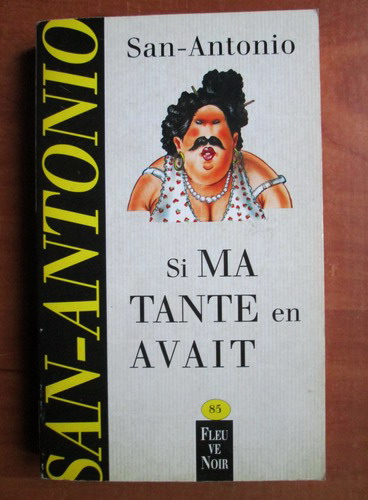 SAN-ANTONIO
San-Antonio
Si MA
TANTE en
AVAIT
85
FLEU
VE
NOIR